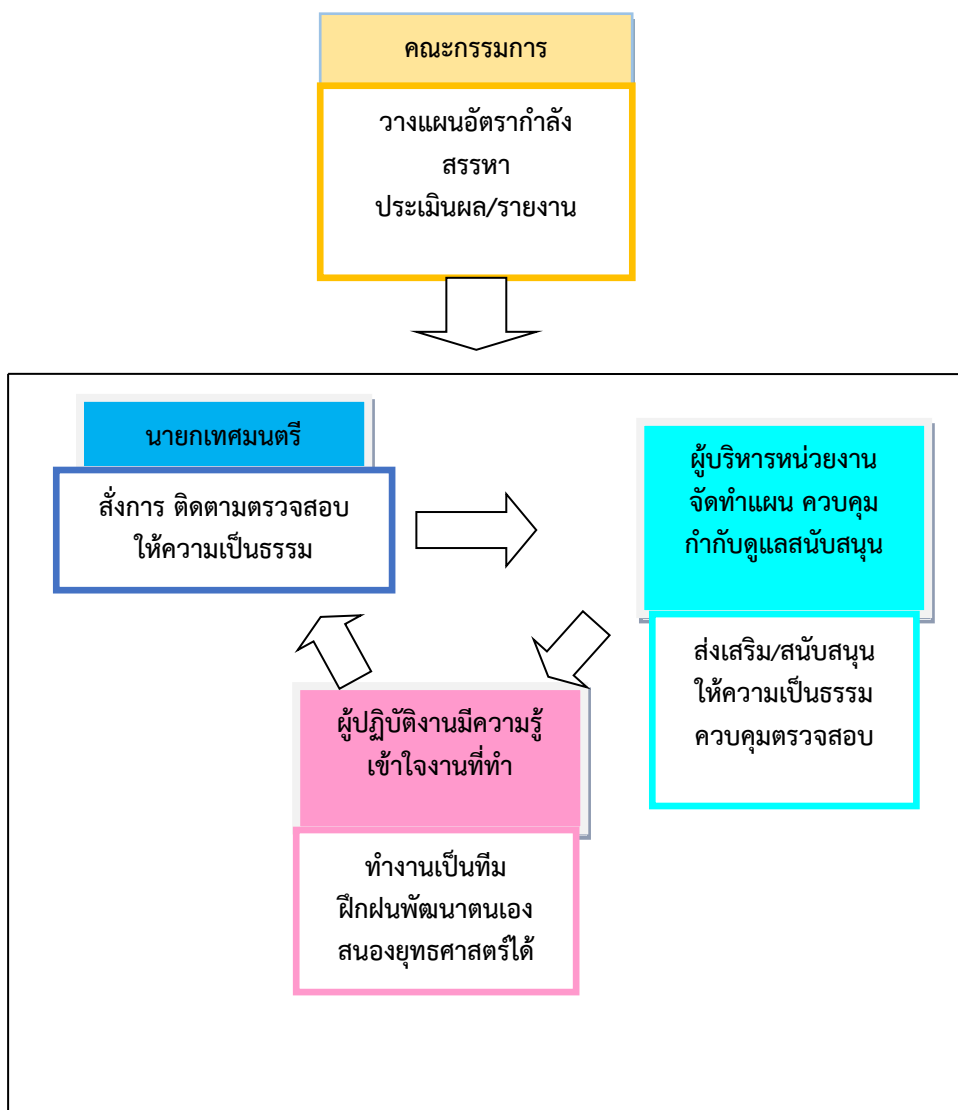 คณะกรรมการ
วางแผนอัตรากำลัง
สรรหา
ประเมินผล/รายงาน
นายกเทศมนตรี
สั่งการ ติดตามตรวจสอบ
ให้ความเป็นธรรม
ผู้บริหารหน่วยงาน
จัดทำแผน ควบคุม
กำกับดูแลสนับสนุน
ส่งเสริม/สนับสนุน
ให้ความเป็นธรรม
ควบคุมตรวจสอบ
ผู้ปฏิบัติงานมีความรู้
เข้าใจงานที่ทำ
ทำงานเป็นทีม
ฝึกฝนพัฒนาตนเอง
สนองยุทธศาสตร์ได้